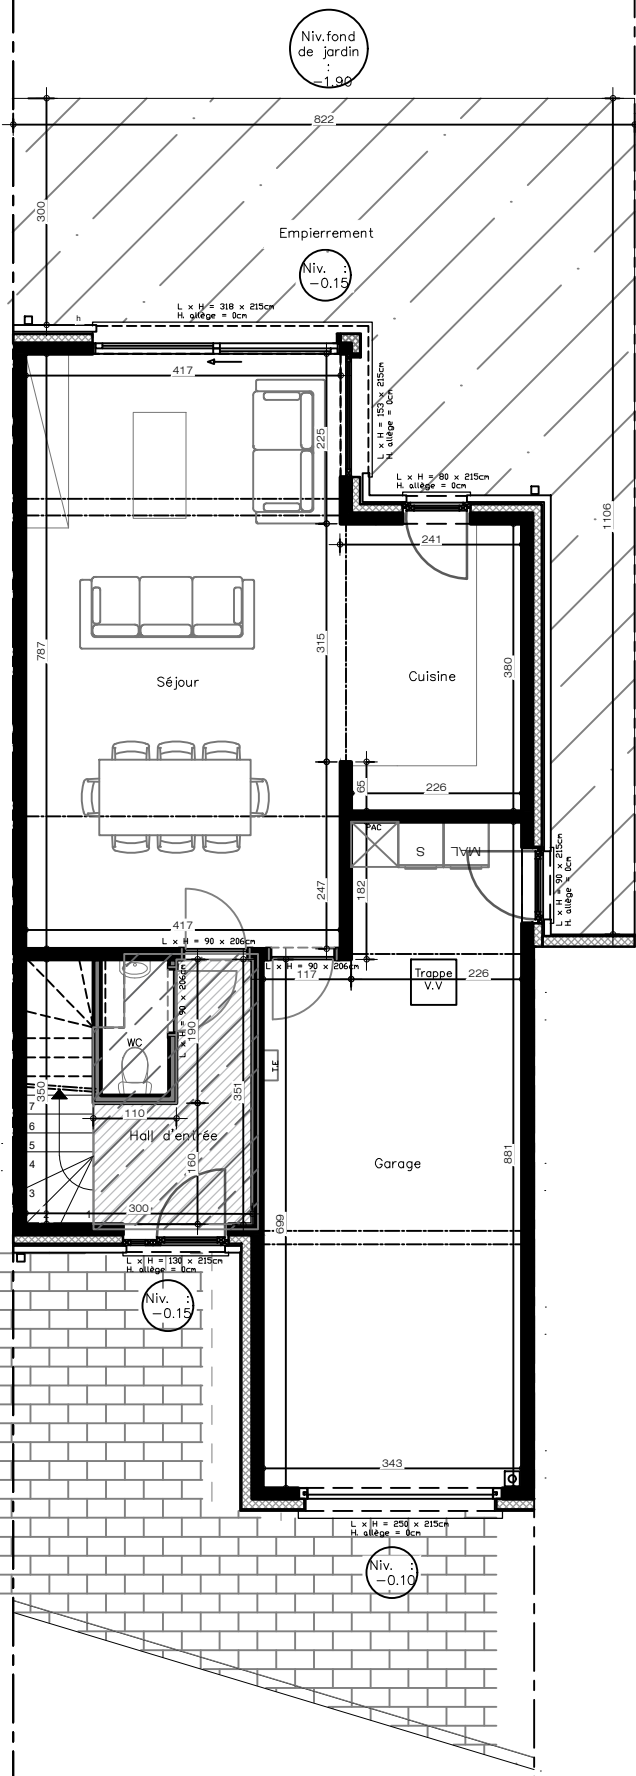 Niv.fond
de jardin
:
-1.90
822
300
Empierrement
Niv. :
-0.15
L x H = 318 x 215cm
H. allège = 0cm
h
417
225
L x H = 153 x 215cm
H. allège = 0cm
L x H = 80 x 215cm
H. allège = 0cm
1106
241
787
315
380
Séjour
Cuisine
65
226
PAC
S
MAL
182
L x H = 90 x 215cm
H. allège = 0cm
247
417
L x H = 90 x 206cm
L x H = 90 x 206cm
117
226
Trappe
V.V
L x H = 90 x 206cm
190
WC
T.E
350
351
7
6
5
4
3
2
1
110
Hall d'entrée
160
300
Garage
881
699
L x H = 130 x 215cm
H. allège = 0cm
Niv. :
-0.15
343
L x H = 250 x 215cm
H. allège = 0cm
Niv. :
-0.10